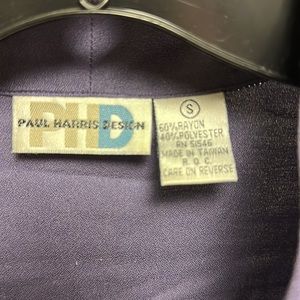 PHD
PAUL HARRIS DESIGN
S
60% RAYON
40% POLYESTER
RN 51546
MADE IN TAIWAN
R. O. C.
CARE ON REVERSE